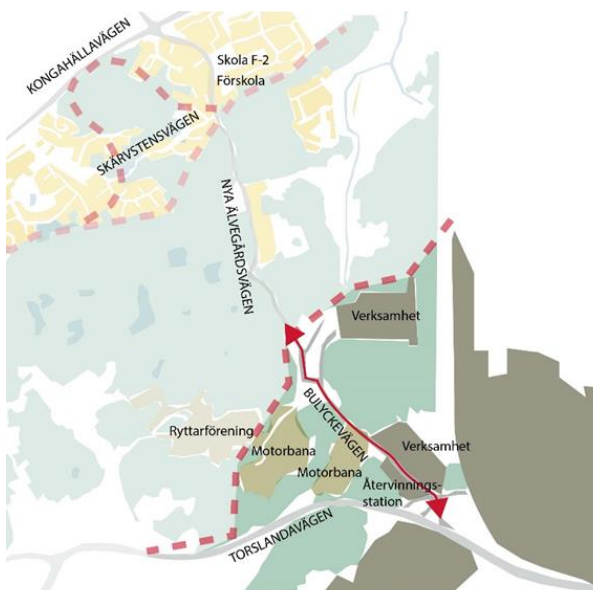 KONGAHÄLLAVÄGEN
Skola F-2
Förskola
SKÄRVSTENSVÄGEN
NYA ÄLVEGÅRDSVÄGEN
Verksamhet
BULYCKEVÄGEN
Ryttarförening
Motorbana
Verksamhet
Motorbana
Återvinnings-
station
TORSLANDAVÄGEN